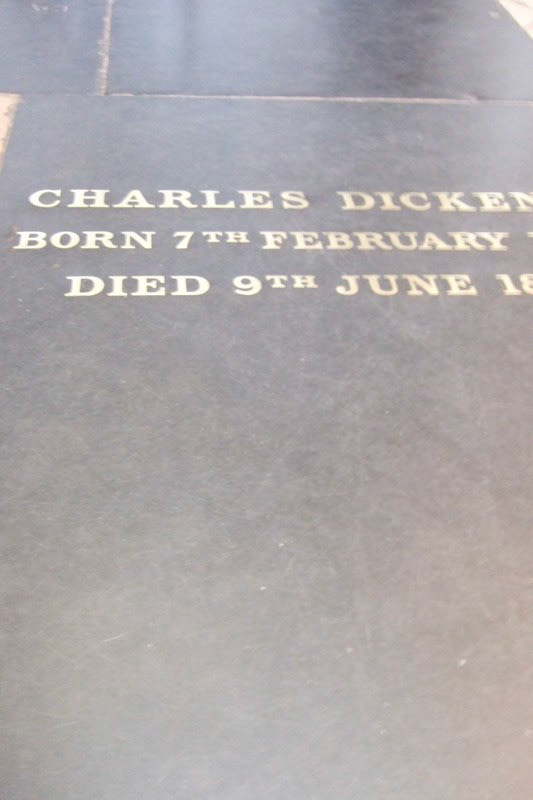 CHARLES DICKEN
BORN 7TH FEBRUARY
DIED 9TH JUNE 18